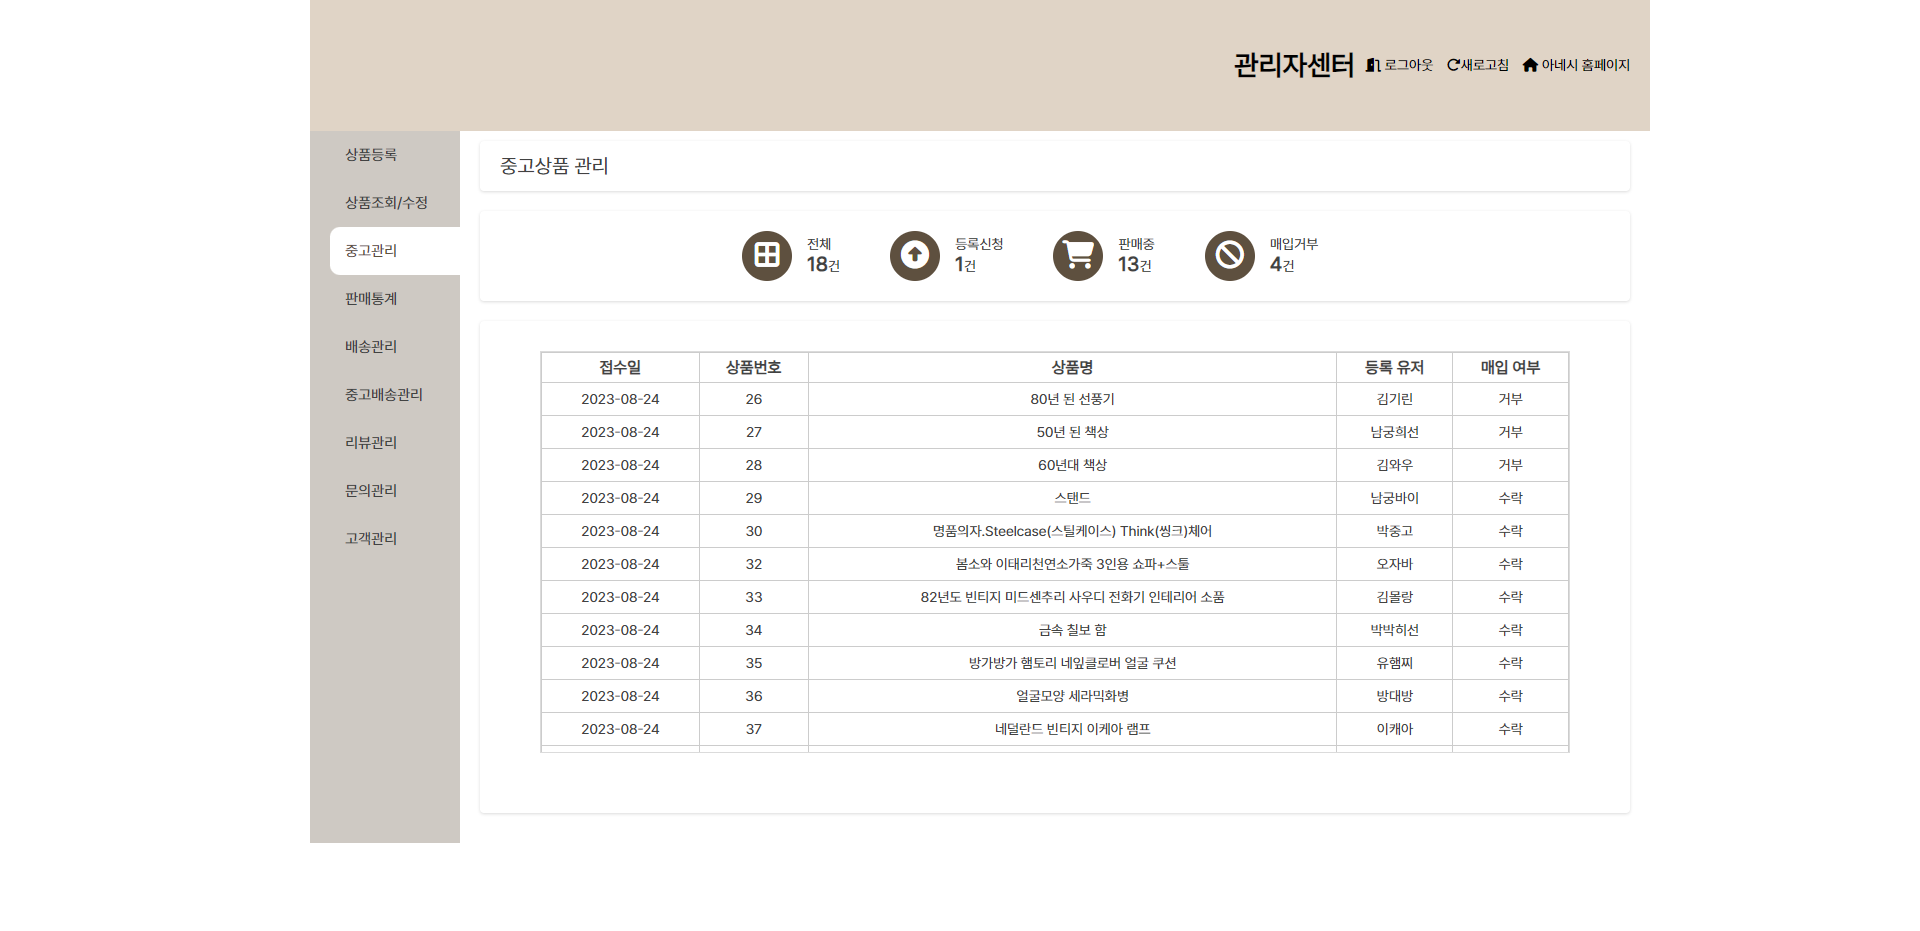 관리자센터 로그아웃 새로고침 아네시 홈페이지
상품등록
상품조회/수정
중고관리
판매통계
배송관리
중고배송관리
리뷰관리
문의관리
고객관리
중고상품 관리
전체
18건
등록신청
1건
판매중
13건
매입거부
4건
접수일 상품번호 상품명 등록 유저 매입 여부
2023-08-24 26 80년 된 선풍기 김기린 거부
2023-08-24 27 50년 된 책상 남궁희선 거부
2023-08-24 28 60년대 책상 김와우 거부
2023-08-24 29 스탠드 남궁바이 수락
2023-08-24 30 명품의자.Steelcase(스틸케이스) Think(씽크)체어 박중고 수락
2023-08-24 32 봄소와 이태리천연소가죽 3인용 쇼파+스툴 오자바 수락
2023-08-24 33 82년도 빈티지 미드센추리 사우디 전화기 인테리어 소품 김몰랑 수락
2023-08-24 34 금속 칠보 함 박박히선 수락
2023-08-24 35 방가방가 햄토리 네잎클로버 얼굴 쿠션 유햄찌 수락
2023-08-24 36 얼굴모양 세라믹화병 방대방 수락
2023-08-24 37 네덜란드 빈티지 이케아 램프 이캐아 수락